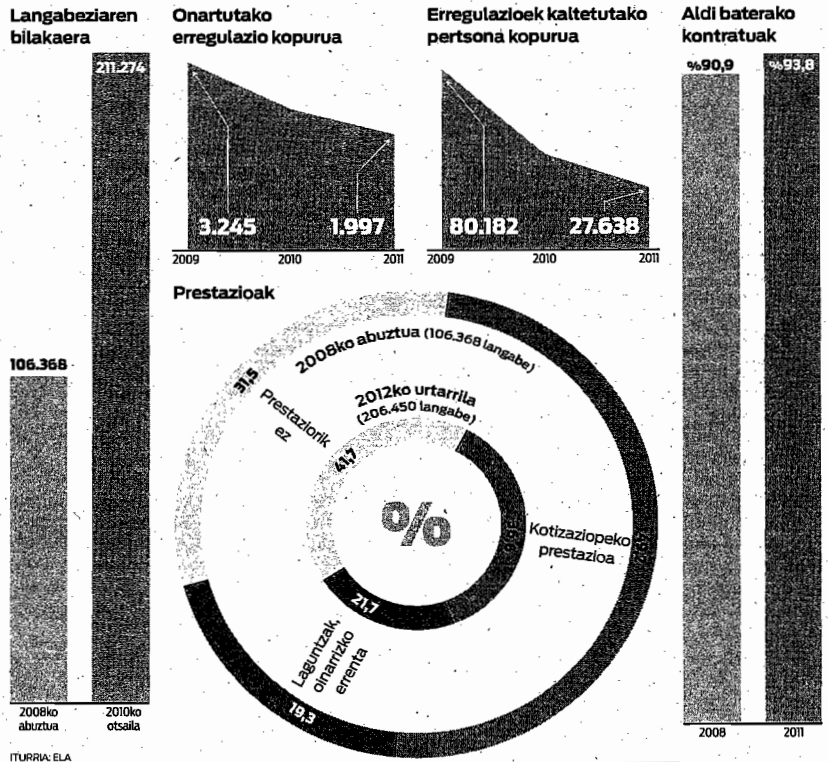 Langabeziaren
bilakaera
211.274
106.368
2008ko
abuztua
2010ko
otsaila
Onartutako
erregulazio kopurua
3.245
1.997
2009
2010
2011
Erregulazioek kaltetutako
pertsona kopurua
80.182
27.638
2009
2010
2011
Aldi baterako
kontratuak
%90,9
%93,8
2008
2011
Prestazioak
2008ko abuztua (106.368 langabe)
31,5
Prestaziorik
ez
2012ko urtarrila
(206.450 langabe)
41,7
%
Kotizaziopeko
prestazioa
21,7
Laguntzak,
oinarrizko
errenta
19,3
ITURRIA: ELA